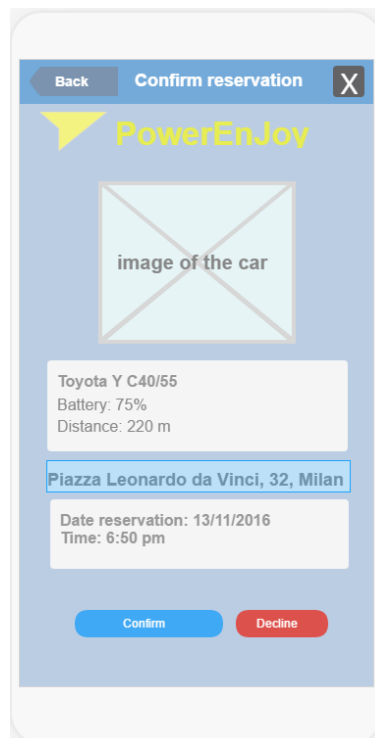 Back
Confirm reservation
X
PowerEnJoy
image of the car
Toyota Y C40/55
Battery: 75%
Distance: 220 m
Piazza Leonardo da Vinci, 32, Milan
Date reservation: 13/11/2016
Time: 6:50 pm
Confirm
Decline